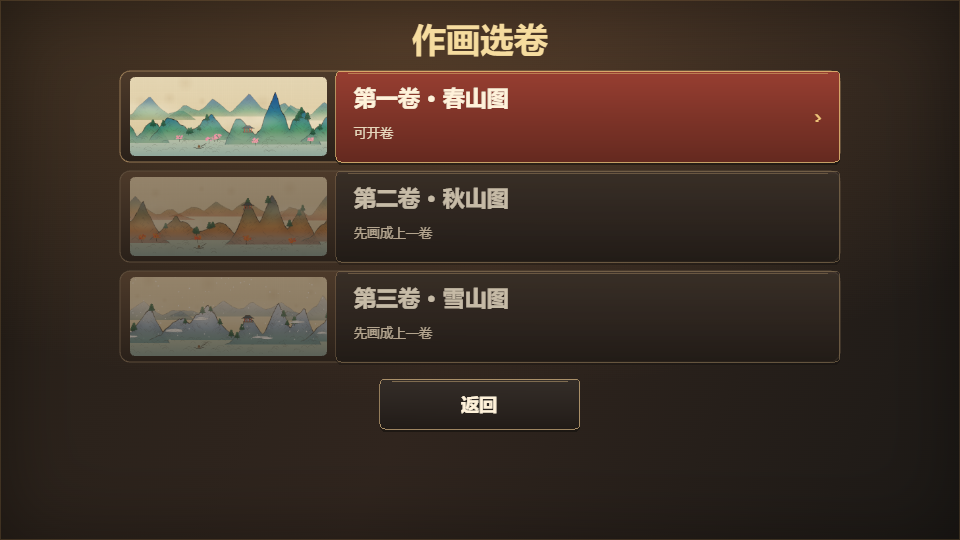 作画选卷
第一卷·春山图
可开卷
›
第二卷·秋山图
先画成上一卷
第三卷·雪山图
先画成上一卷
返回